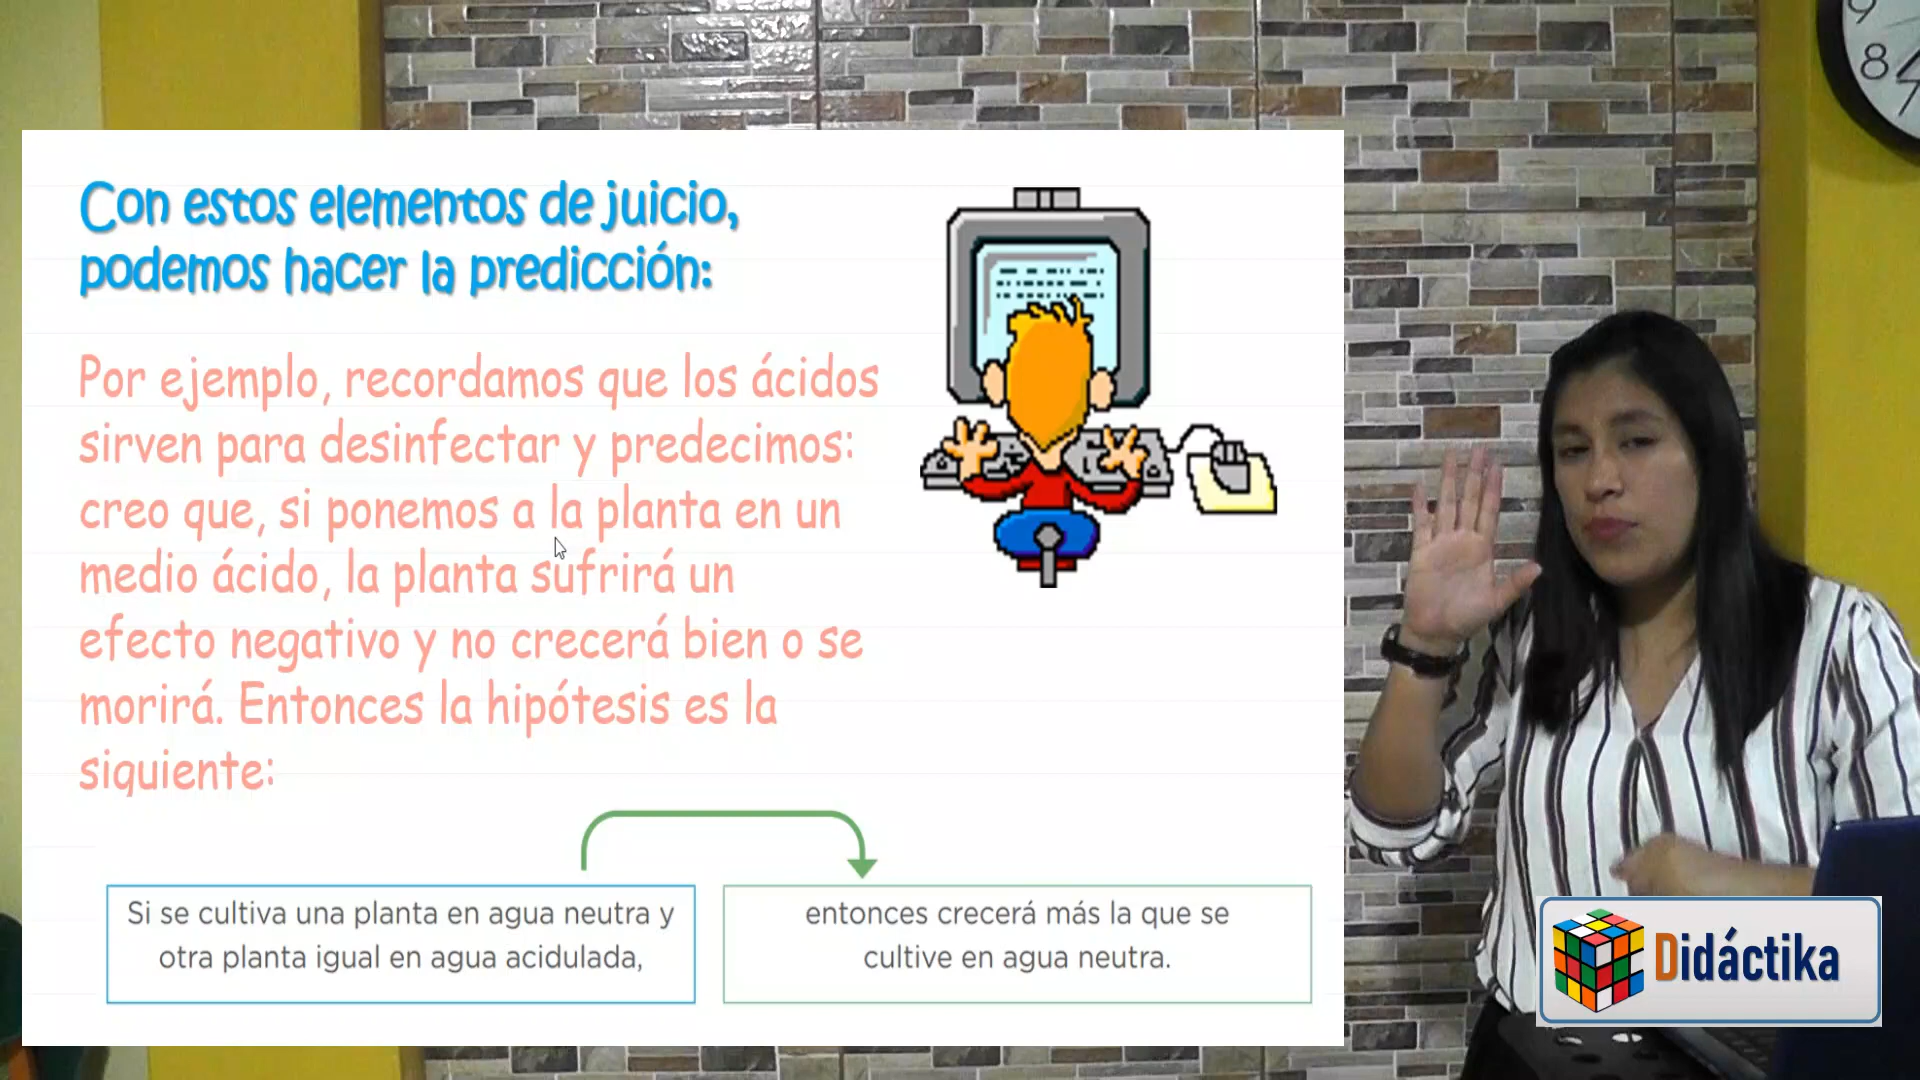 Con estos elementos de juicio,
podemos hacer la predicción:
Por ejemplo, recordamos que los ácidos
sirven para desinfectar y predecimos:
creo que, si ponemos a la planta en un
medio ácido, la planta sufrirá un
efecto negativo y no crecerá bien o se
morirá. Entonces la hipótesis es la
siguiente:
Si se cultiva una planta en agua neutra y
otra planta igual en agua acidulada,
entonces crecerá más la que se
cultive en agua neutra.
9
8
Didáctika